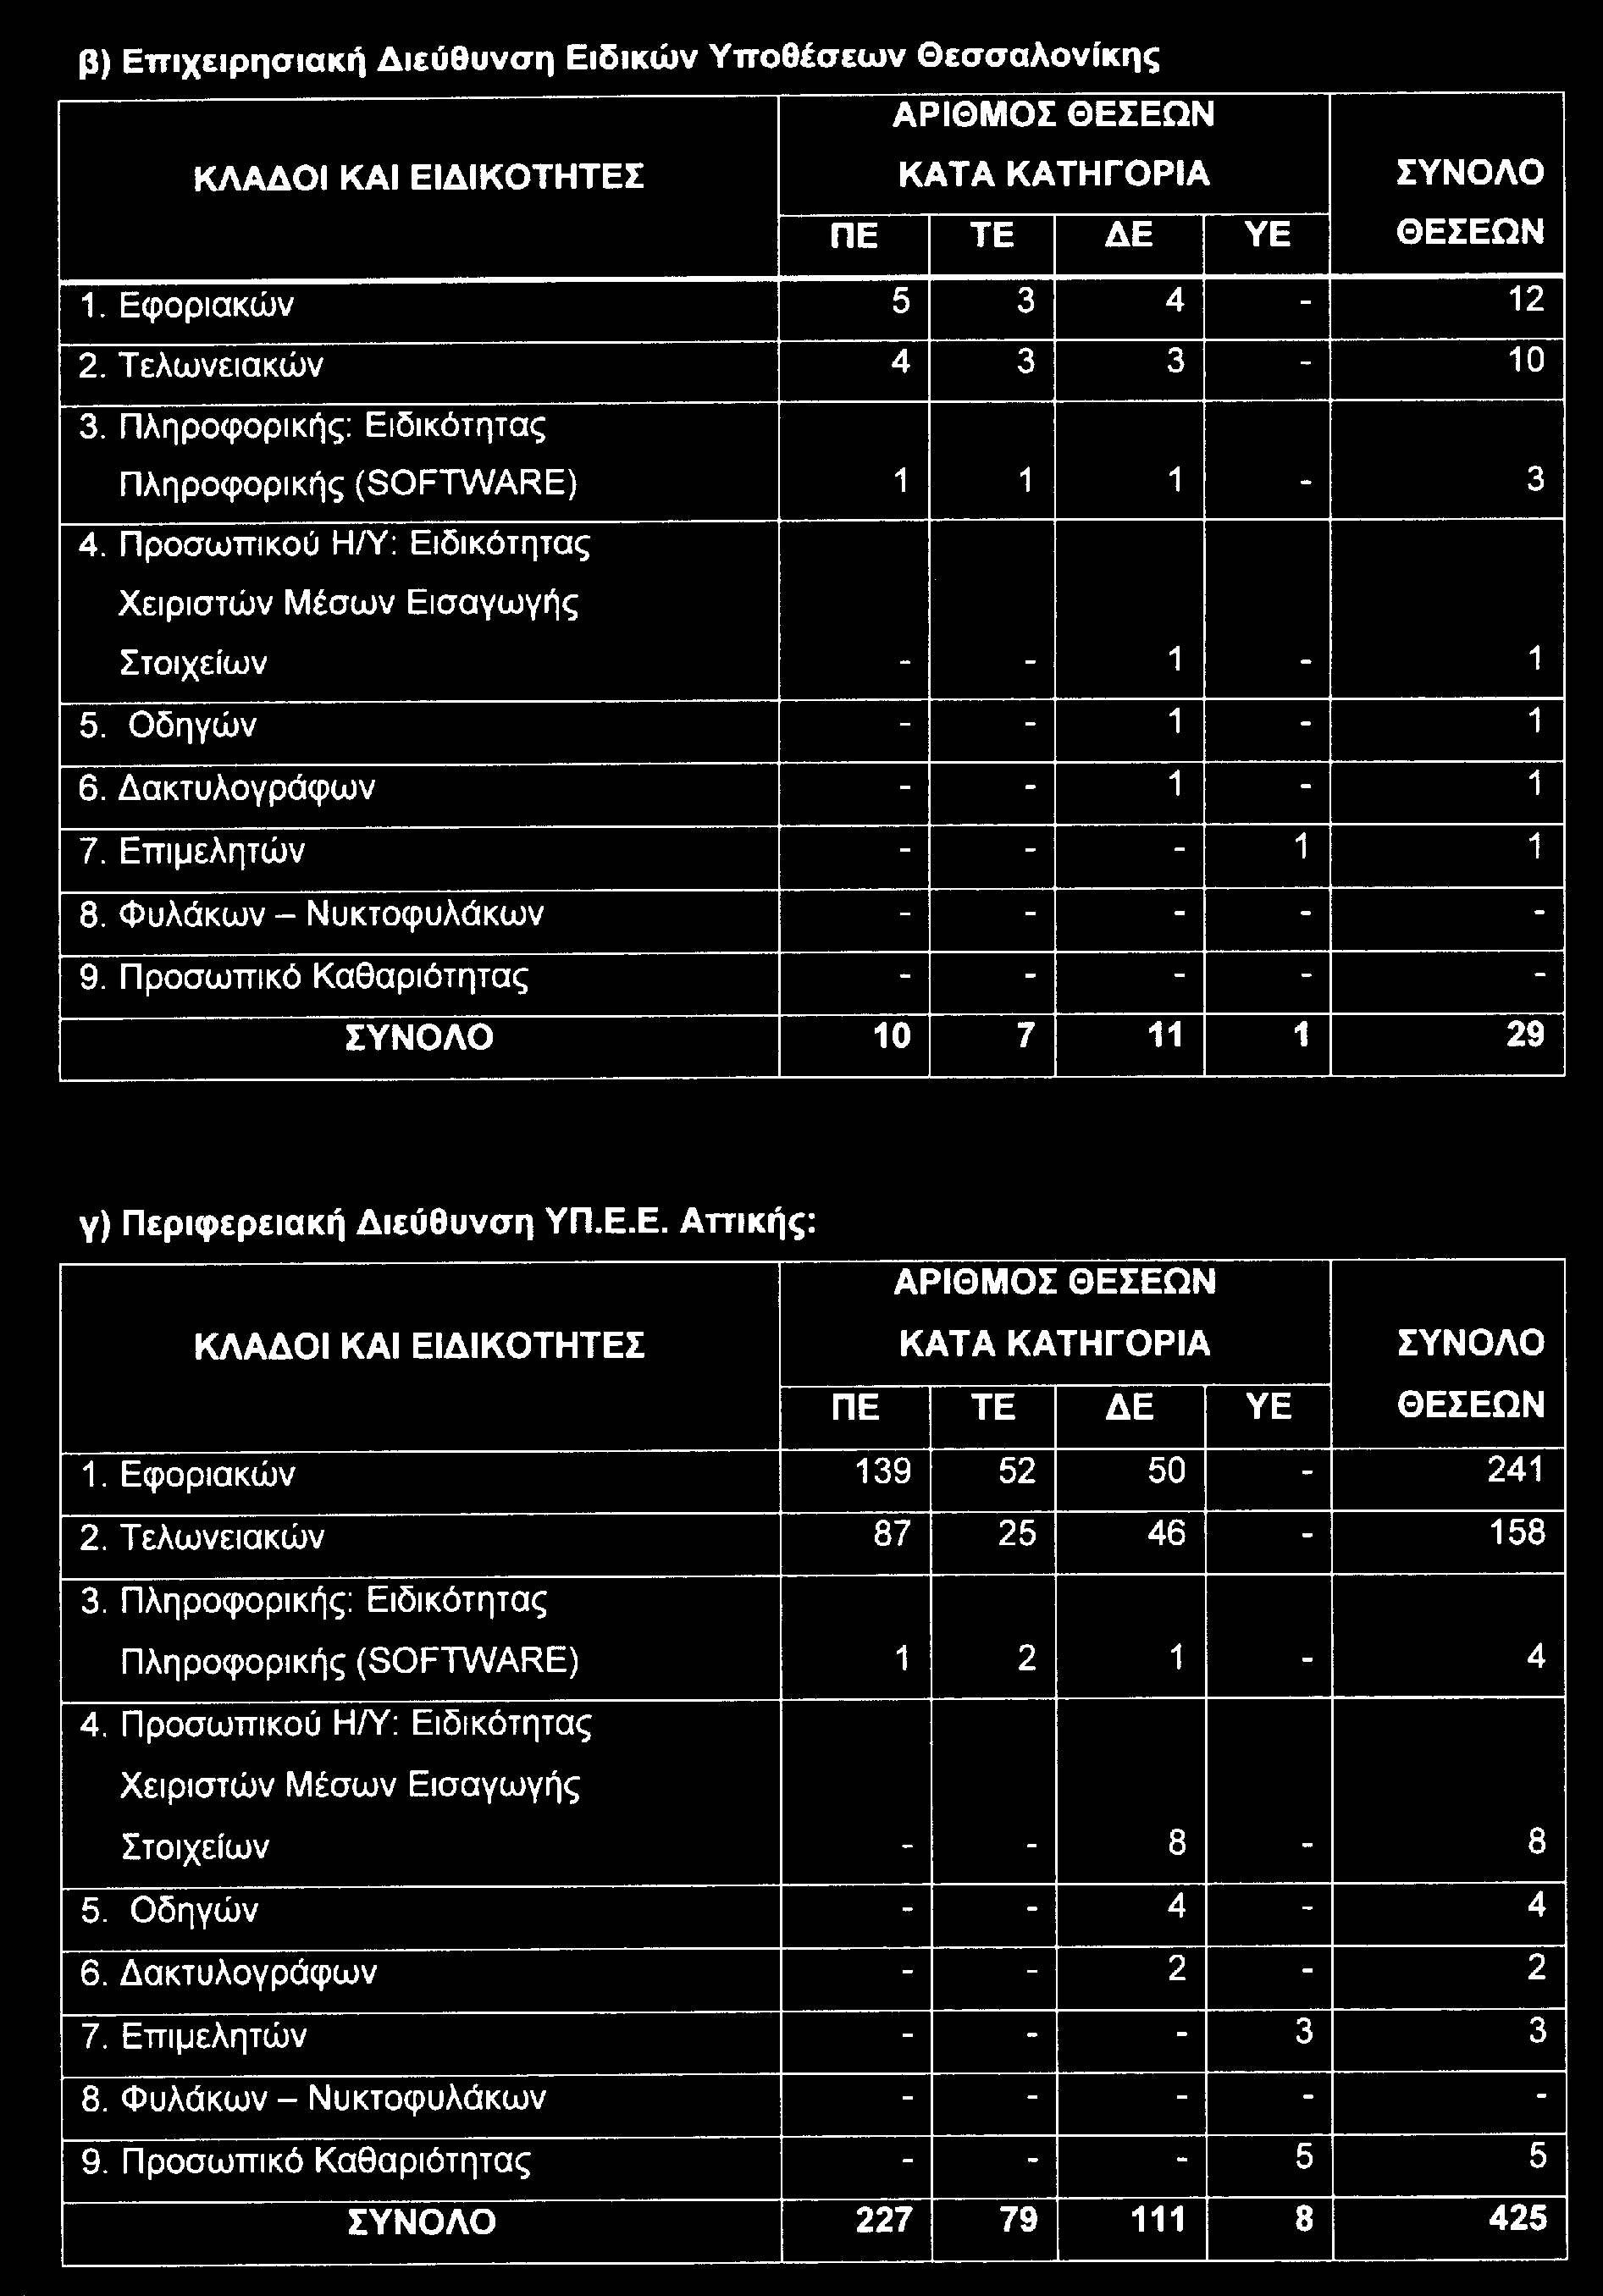 β) Επιχειρησιακή Διεύθυνση Ειδικών Υποθέσεων Θεσσαλονίκης
ΑΡΙΘΜΟΣ ΘΕΣΕΩΝ
ΚΛΑΔΟΙ ΚΑΙ ΕΙΔΙΚΟΤΗΤΕΣ ΚΑΤΑ ΚΑΤΗΓΟΡΙΑ ΣΥΝΟΛΟ
ΠΕ ΤΕ ΔΕ ΥΕ ΘΕΣΕΩΝ
1. Εφοριακών 5 3 4 - 12
2. Τελωνειακών 4 3 3 - 10
3. Πληροφορικής: Ειδικότητας
Πληροφορικής (SOFTWARE) 1 1 1 - 3
4. Προσωπικού Η/Υ: Ειδικότητας
Χειριστών Μέσων Εισαγωγής
Στοιχείων - - 1 - 1
5. Οδηγών - - 1 - 1
6. Δακτυλογράφων - - 1 - 1
7. Επιμελητών - - - 1 1
8. Φυλάκων – Νυκτοφυλάκων - - - - -
9. Προσωπικό Καθαριότητας - - - - -
ΣΥΝΟΛΟ 10 7 11 1 29
γ) Περιφερειακή Διεύθυνση ΥΠ.Ε.Ε. Αττικής:
ΑΡΙΘΜΟΣ ΘΕΣΕΩΝ
ΚΛΑΔΟΙ ΚΑΙ ΕΙΔΙΚΟΤΗΤΕΣ ΚΑΤΑ ΚΑΤΗΓΟΡΙΑ ΣΥΝΟΛΟ
ΠΕ ΤΕ ΔΕ ΥΕ ΘΕΣΕΩΝ
1. Εφοριακών 139 52 50 - 241
2. Τελωνειακών 87 25 46 - 158
3. Πληροφορικής: Ειδικότητας
Πληροφορικής (SOFTWARE) 1 2 1 - 4
4. Προσωπικού Η/Υ: Ειδικότητας
Χειριστών Μέσων Εισαγωγής
Στοιχείων - - 8 - 8
5. Οδηγών - - 4 - 4
6. Δακτυλογράφων - - 2 - 2
7. Επιμελητών - - - 3 3
8. Φυλάκων – Νυκτοφυλάκων - - - - -
9. Προσωπικό Καθαριότητας - - - 5 5
ΣΥΝΟΛΟ 227 79 111 8 425